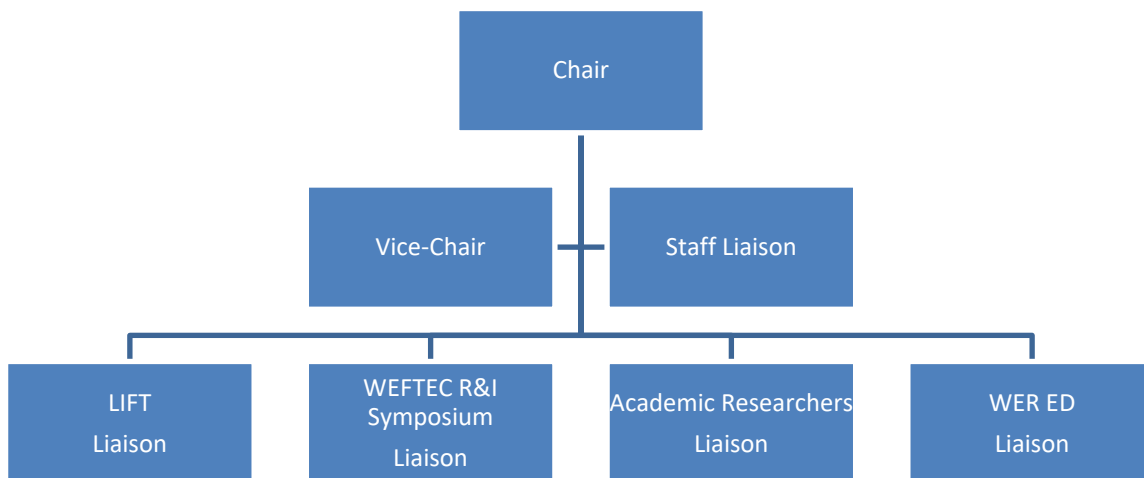 Chair
Vice-Chair
Staff Liaison
LIFT
Liaison
WEFTEC R&I
Symposium
Liaison
Academic Researchers
Liaison
WER ED
Liaison